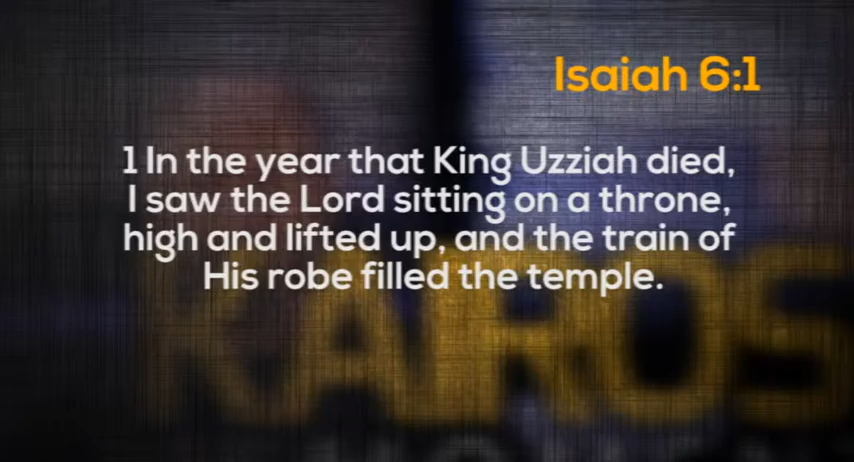 Isaiah 6:1
1 In the year that King Uzziah died,
I saw the Lord sitting on a throne,
high and lifted up, and the train of
His robe filled the temple.
KAIROS